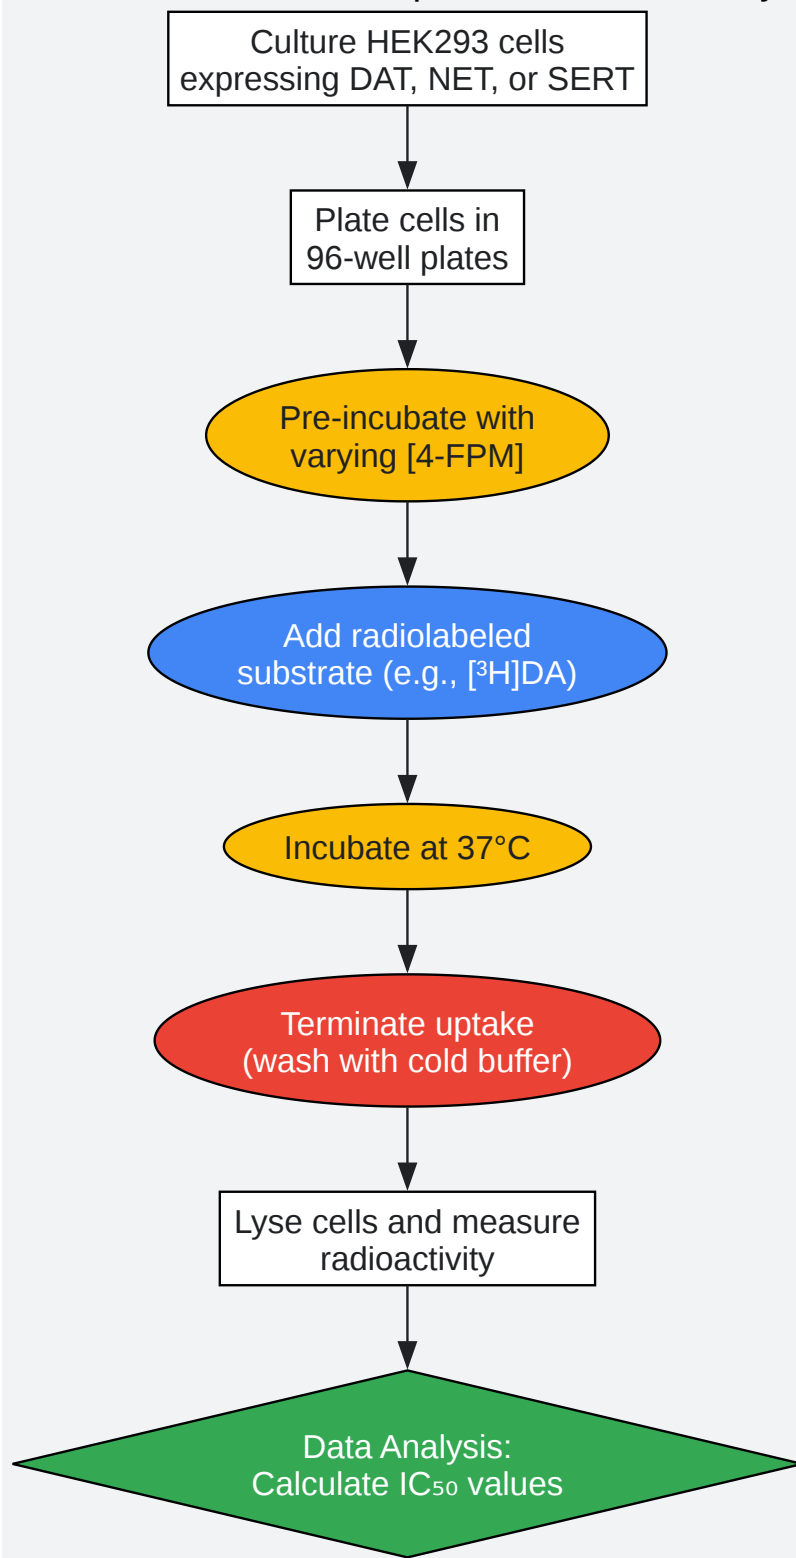 Culture HEK293 cells
expressing DAT, NET, or SERT
Plate cells in
96-well plates
Pre-incubate with
varying [4-FPM]
Add radiolabeled
substrate (e.g., [³H]DA)
Incubate at 37°C
Terminate uptake
(wash with cold buffer)
Lyse cells and measure
radioactivity
Data Analysis:
Calculate IC₅₀ values